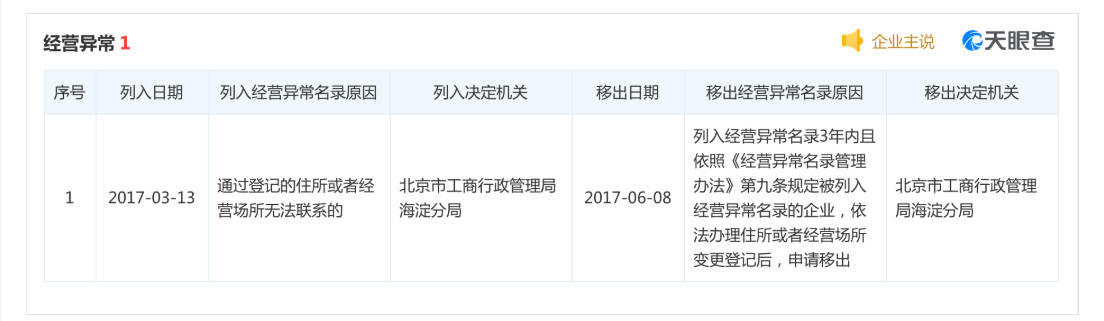 经营异常 1
企业主说 天眼查
序号 列入日期 列入经营异常名录原因 列入决定机关 移出日期 移出经营异常名录原因 移出决定机关
1
2017-03-13
通过登记的住所或者经
营场所无法联系的
北京市工商行政管理局
海淀分局
2017-06-08
列入经营异常名录3年内且
依照《经营异常名录管理
办法》第九条规定被列入
经营异常名录的企业，依
法办理住所或者经营场所
变更登记后，申请移出
北京市工商行政管理
局海淀分局